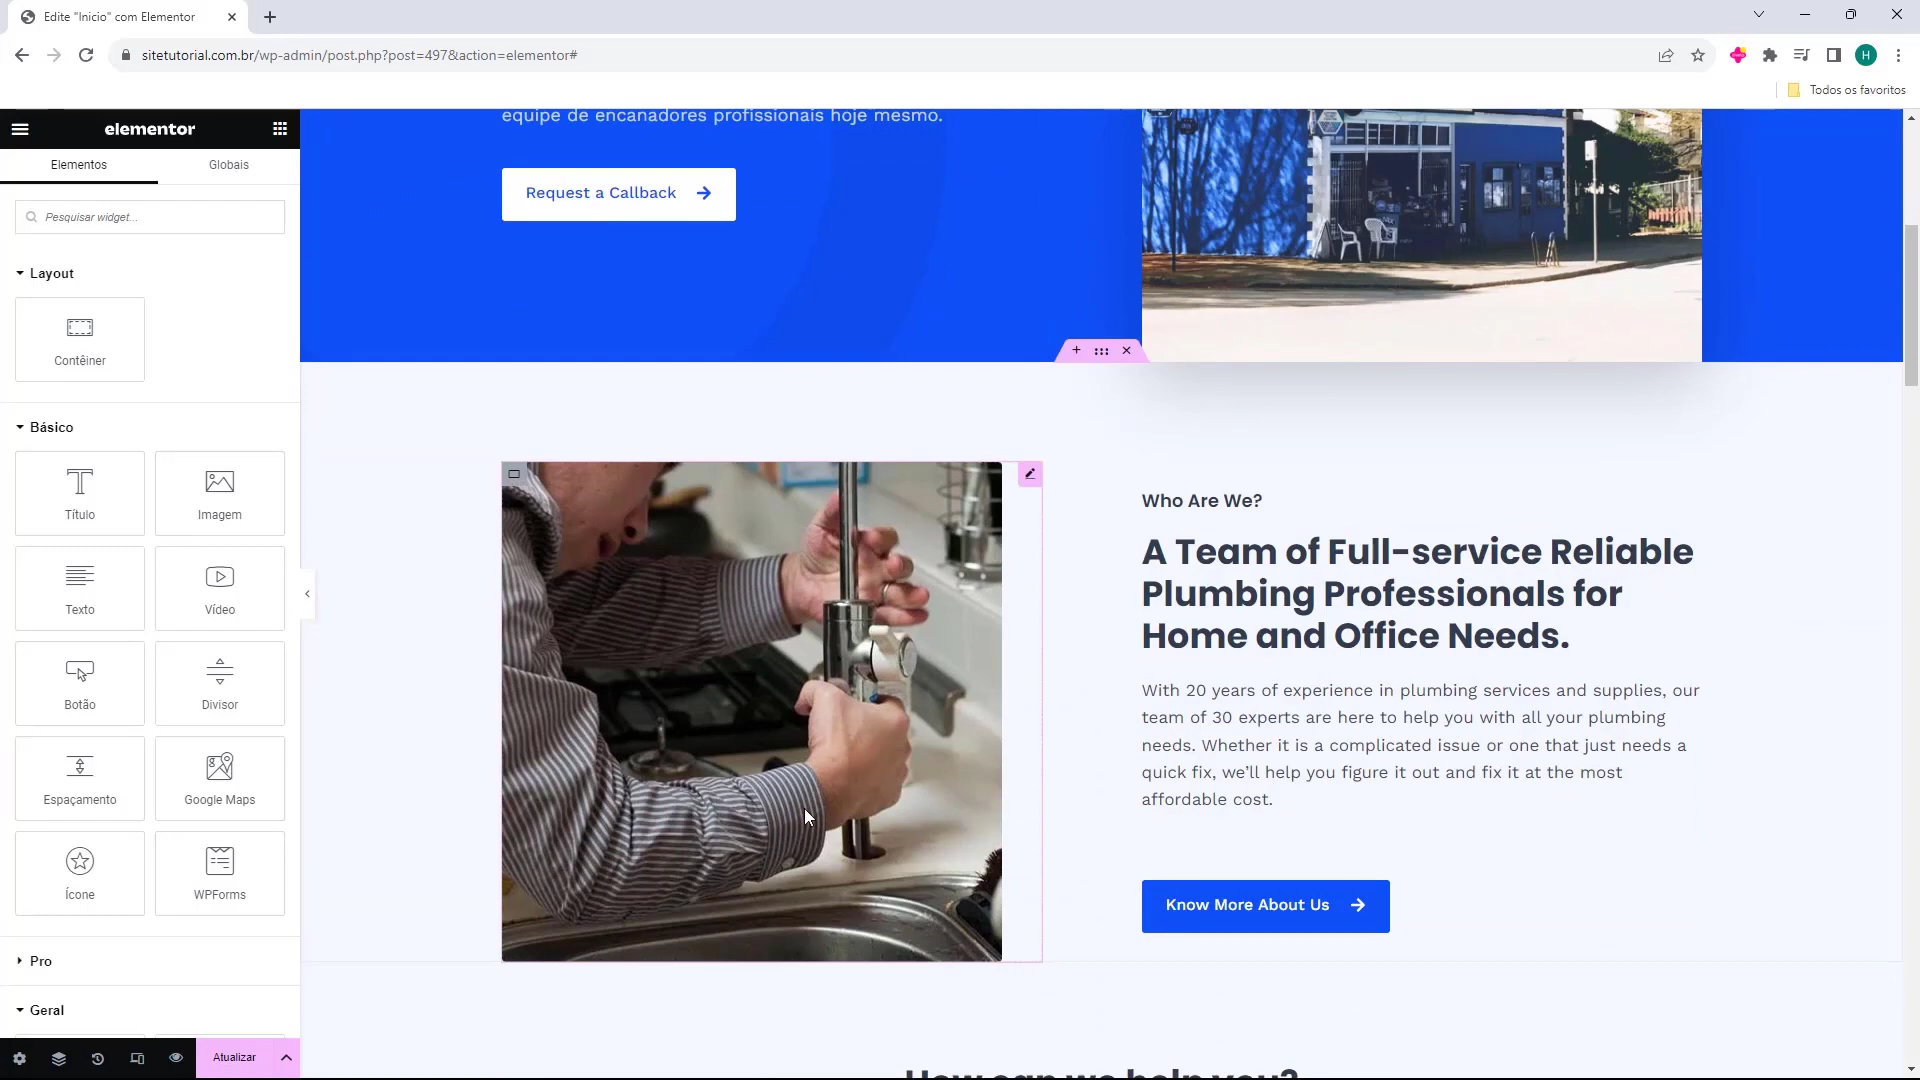 Edite "Inicio" com Elementor
sitetutorial.com.br/wp-admin/post.php?post=497&action=elementor#
H
Todos os favoritos
elementor
Elementos
Globais
Pesquisar widget...
Layout
Contêiner
Básico
Título
Imagem
Texto
Vídeo
Botão
Divisor
Espaçamento
Google Maps
Ícone
WPForms
Pro
Geral
Atualizar
equipe de encanadores profissionais hoje mesmo.
Request a Callback
Who Are We?
A Team of Full-service Reliable
Plumbing Professionals for
Home and Office Needs.
With 20 years of experience in plumbing services and supplies, our
team of 30 experts are here to help you with all your plumbing
needs. Whether it is a complicated issue or one that just needs a
quick fix, we’ll help you figure it out and fix it at the most
affordable cost.
Know More About Us
How can we help you?